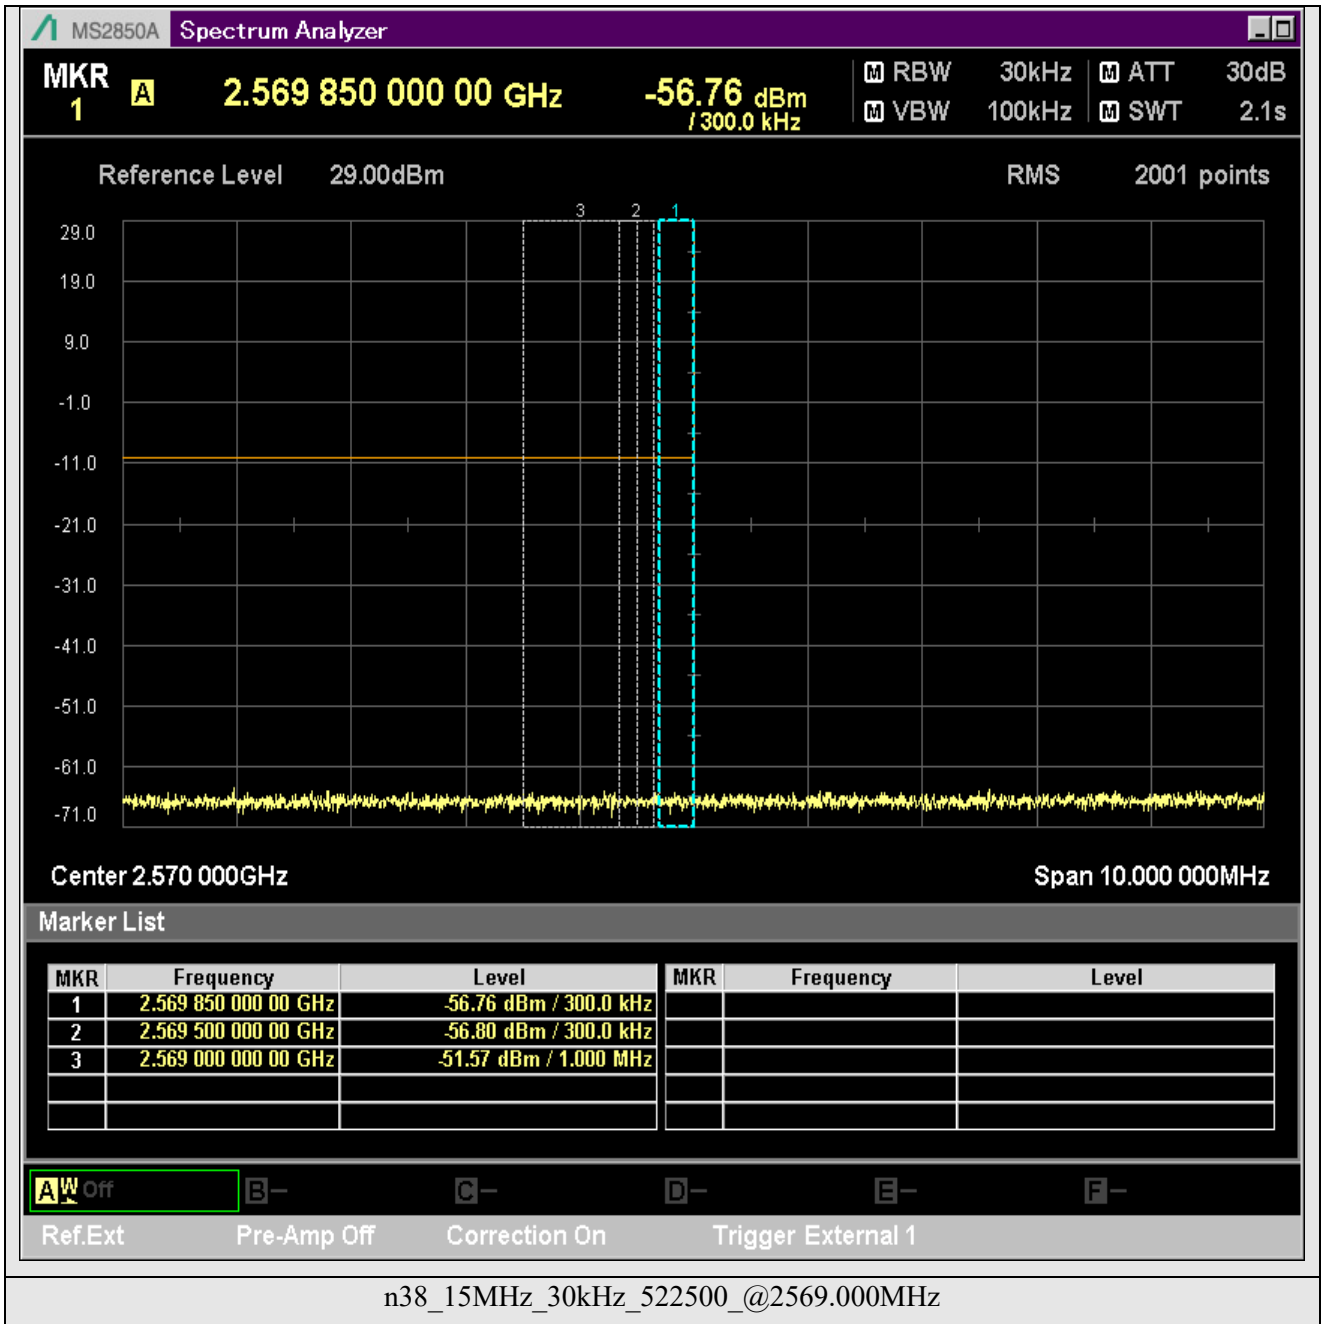 MS2850A Spectrum Analyzer
MKR 1 A 2.569 850 000 00 GHz -56.76 dBm / 300.0 kHz
M RBW 30kHz M ATT 30dB
M VBW 100kHz M SWT 2.1s
Reference Level 29.00dBm RMS 2001 points
3 2 1
29.0
19.0
9.0
-1.0
-11.0
-21.0
-31.0
-41.0
-51.0
-61.0
-71.0
Center 2.570 000GHz Span 10.000 000MHz
Marker List
MKR Frequency Level MKR Frequency Level
1 2.569 850 000 00 GHz -56.76 dBm / 300.0 kHz
2 2.569 500 000 00 GHz -56.80 dBm / 300.0 kHz
3 2.569 000 000 00 GHz -51.57 dBm / 1.000 MHz
A W Off B – C – D – E – F –
Ref.Ext Pre-Amp Off Correction On Trigger External 1
n38_15MHz_30kHz_522500_@2569.000MHz